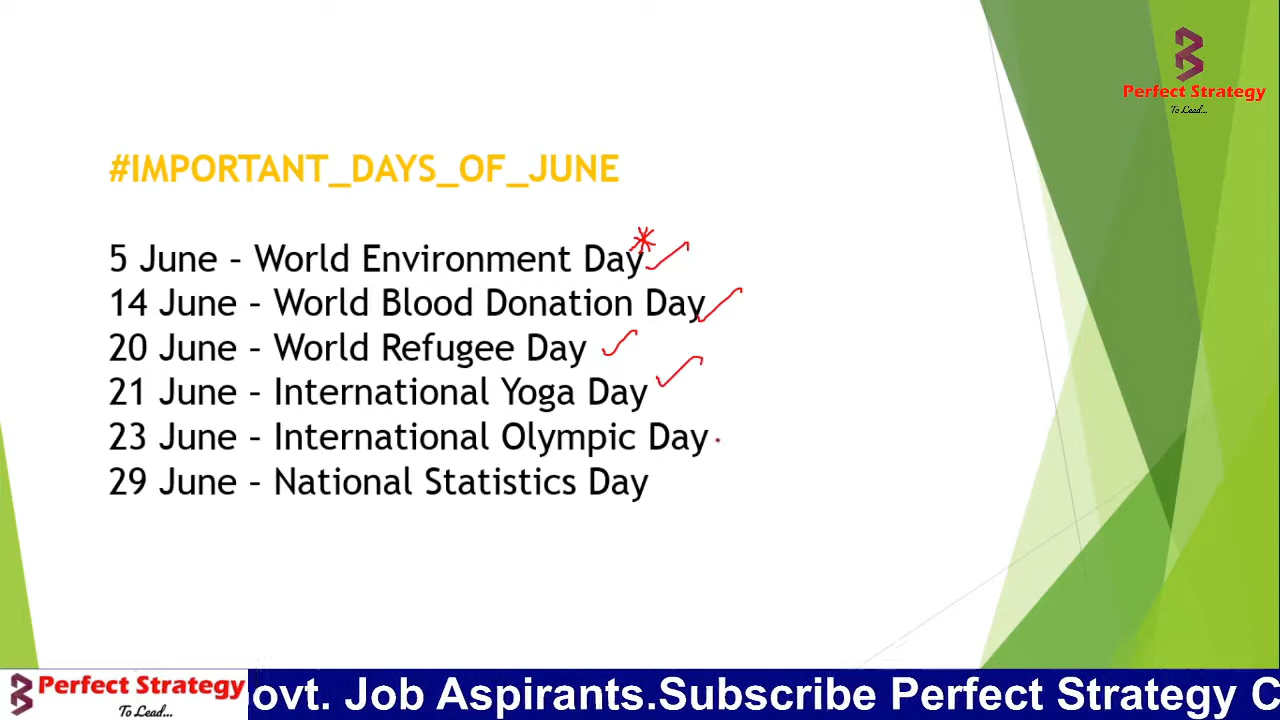 Perfect Strategy
To Lead...
#IMPORTANT_DAYS_OF_JUNE
5 June – World Environment Day
14 June – World Blood Donation Day
20 June – World Refugee Day
21 June – International Yoga Day
23 June – International Olympic Day
29 June – National Statistics Day
Perfect Strategy
To Lead...
ovt. Job Aspirants.Subscribe Perfect Strategy C